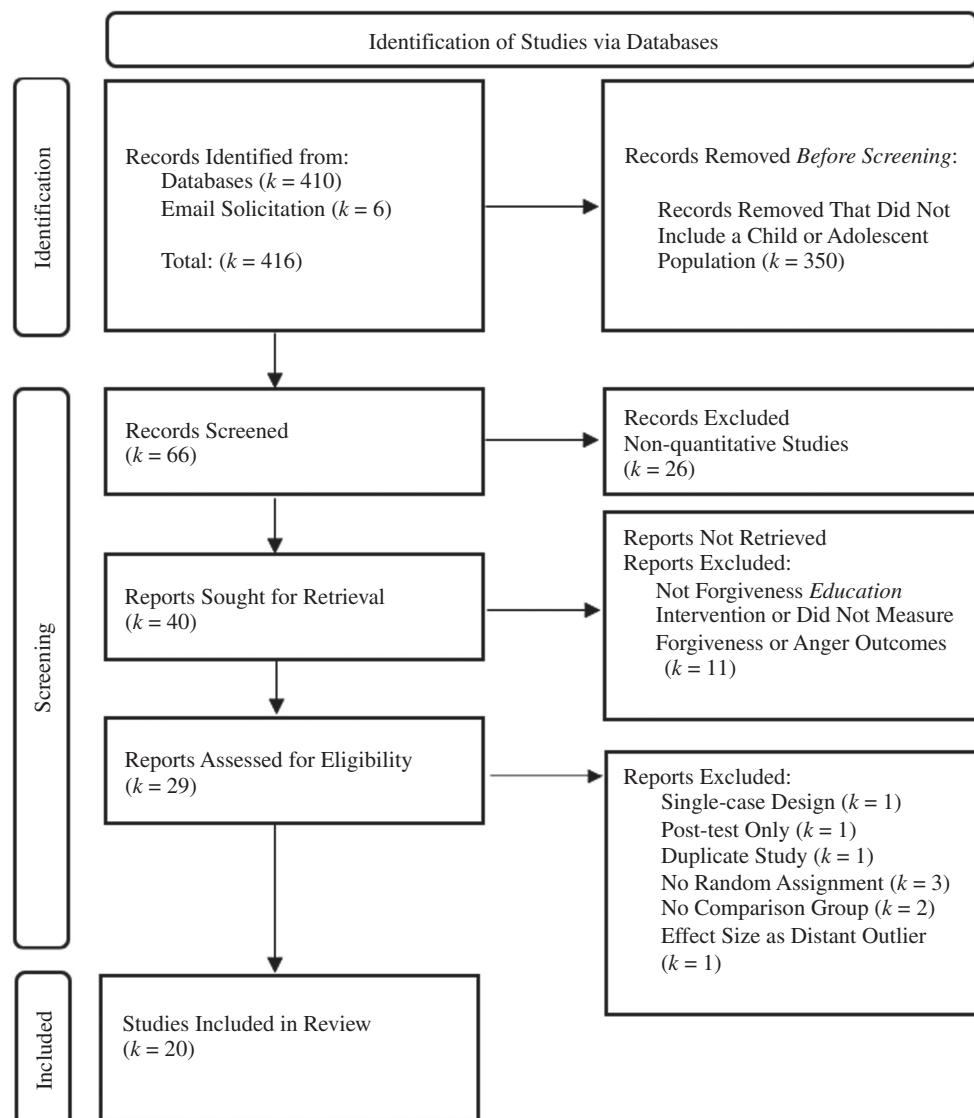 Identification of Studies via Databases
Identification
Records Identified from:
Databases (k = 410)
Email Solicitation (k = 6)
Total: (k = 416)
Records Removed Before Screening:
Records Removed That Did Not
Include a Child or Adolescent
Population (k = 350)
Screening
Records Screened
(k = 66)
Records Excluded
Non-quantitative Studies
(k = 26)
Reports Sought for Retrieval
(k = 40)
Reports Not Retrieved
Reports Excluded:
Not Forgiveness Education
Intervention or Did Not Measure
Forgiveness or Anger Outcomes
(k = 11)
Reports Assessed for Eligibility
(k = 29)
Reports Excluded:
Single-case Design (k = 1)
Post-test Only (k = 1)
Duplicate Study (k = 1)
No Random Assignment (k = 3)
No Comparison Group (k = 2)
Effect Size as Distant Outlier
(k = 1)
Included
Studies Included in Review
(k = 20)